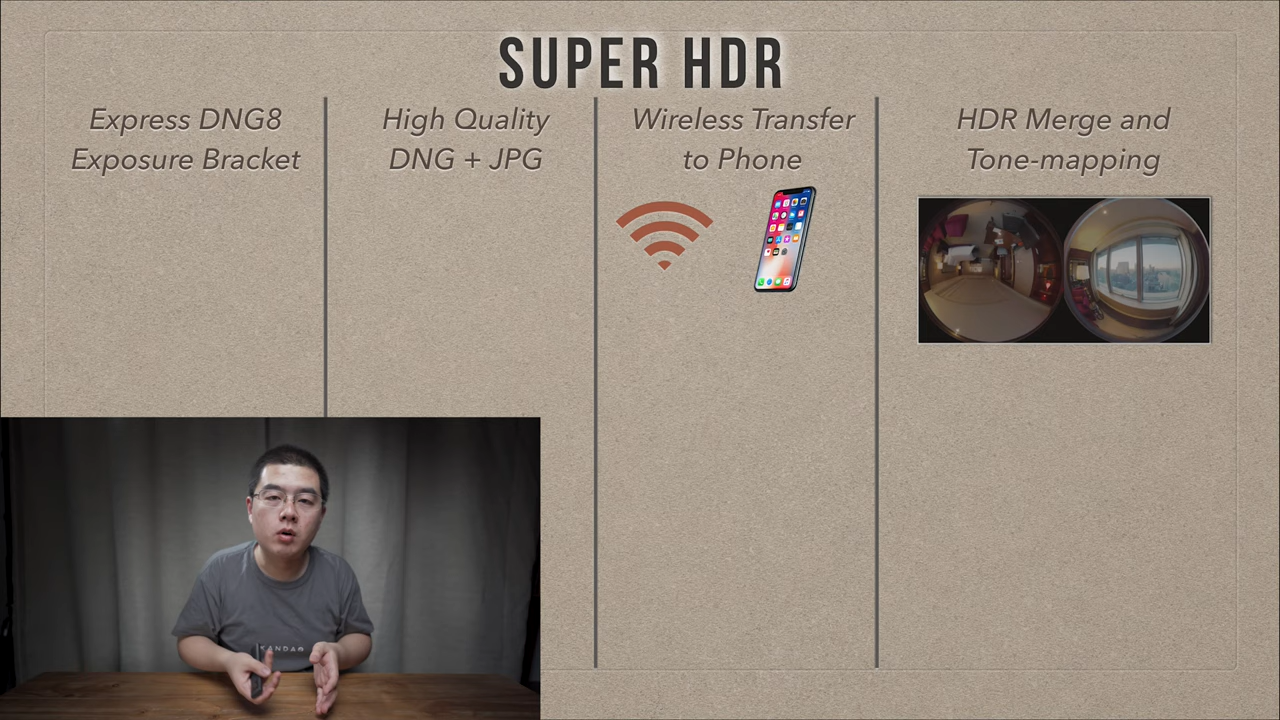 SUPER HDR
Express DNG8
Exposure Bracket
High Quality
DNG + JPG
Wireless Transfer
to Phone
HDR Merge and
Tone-mapping
KANDAO